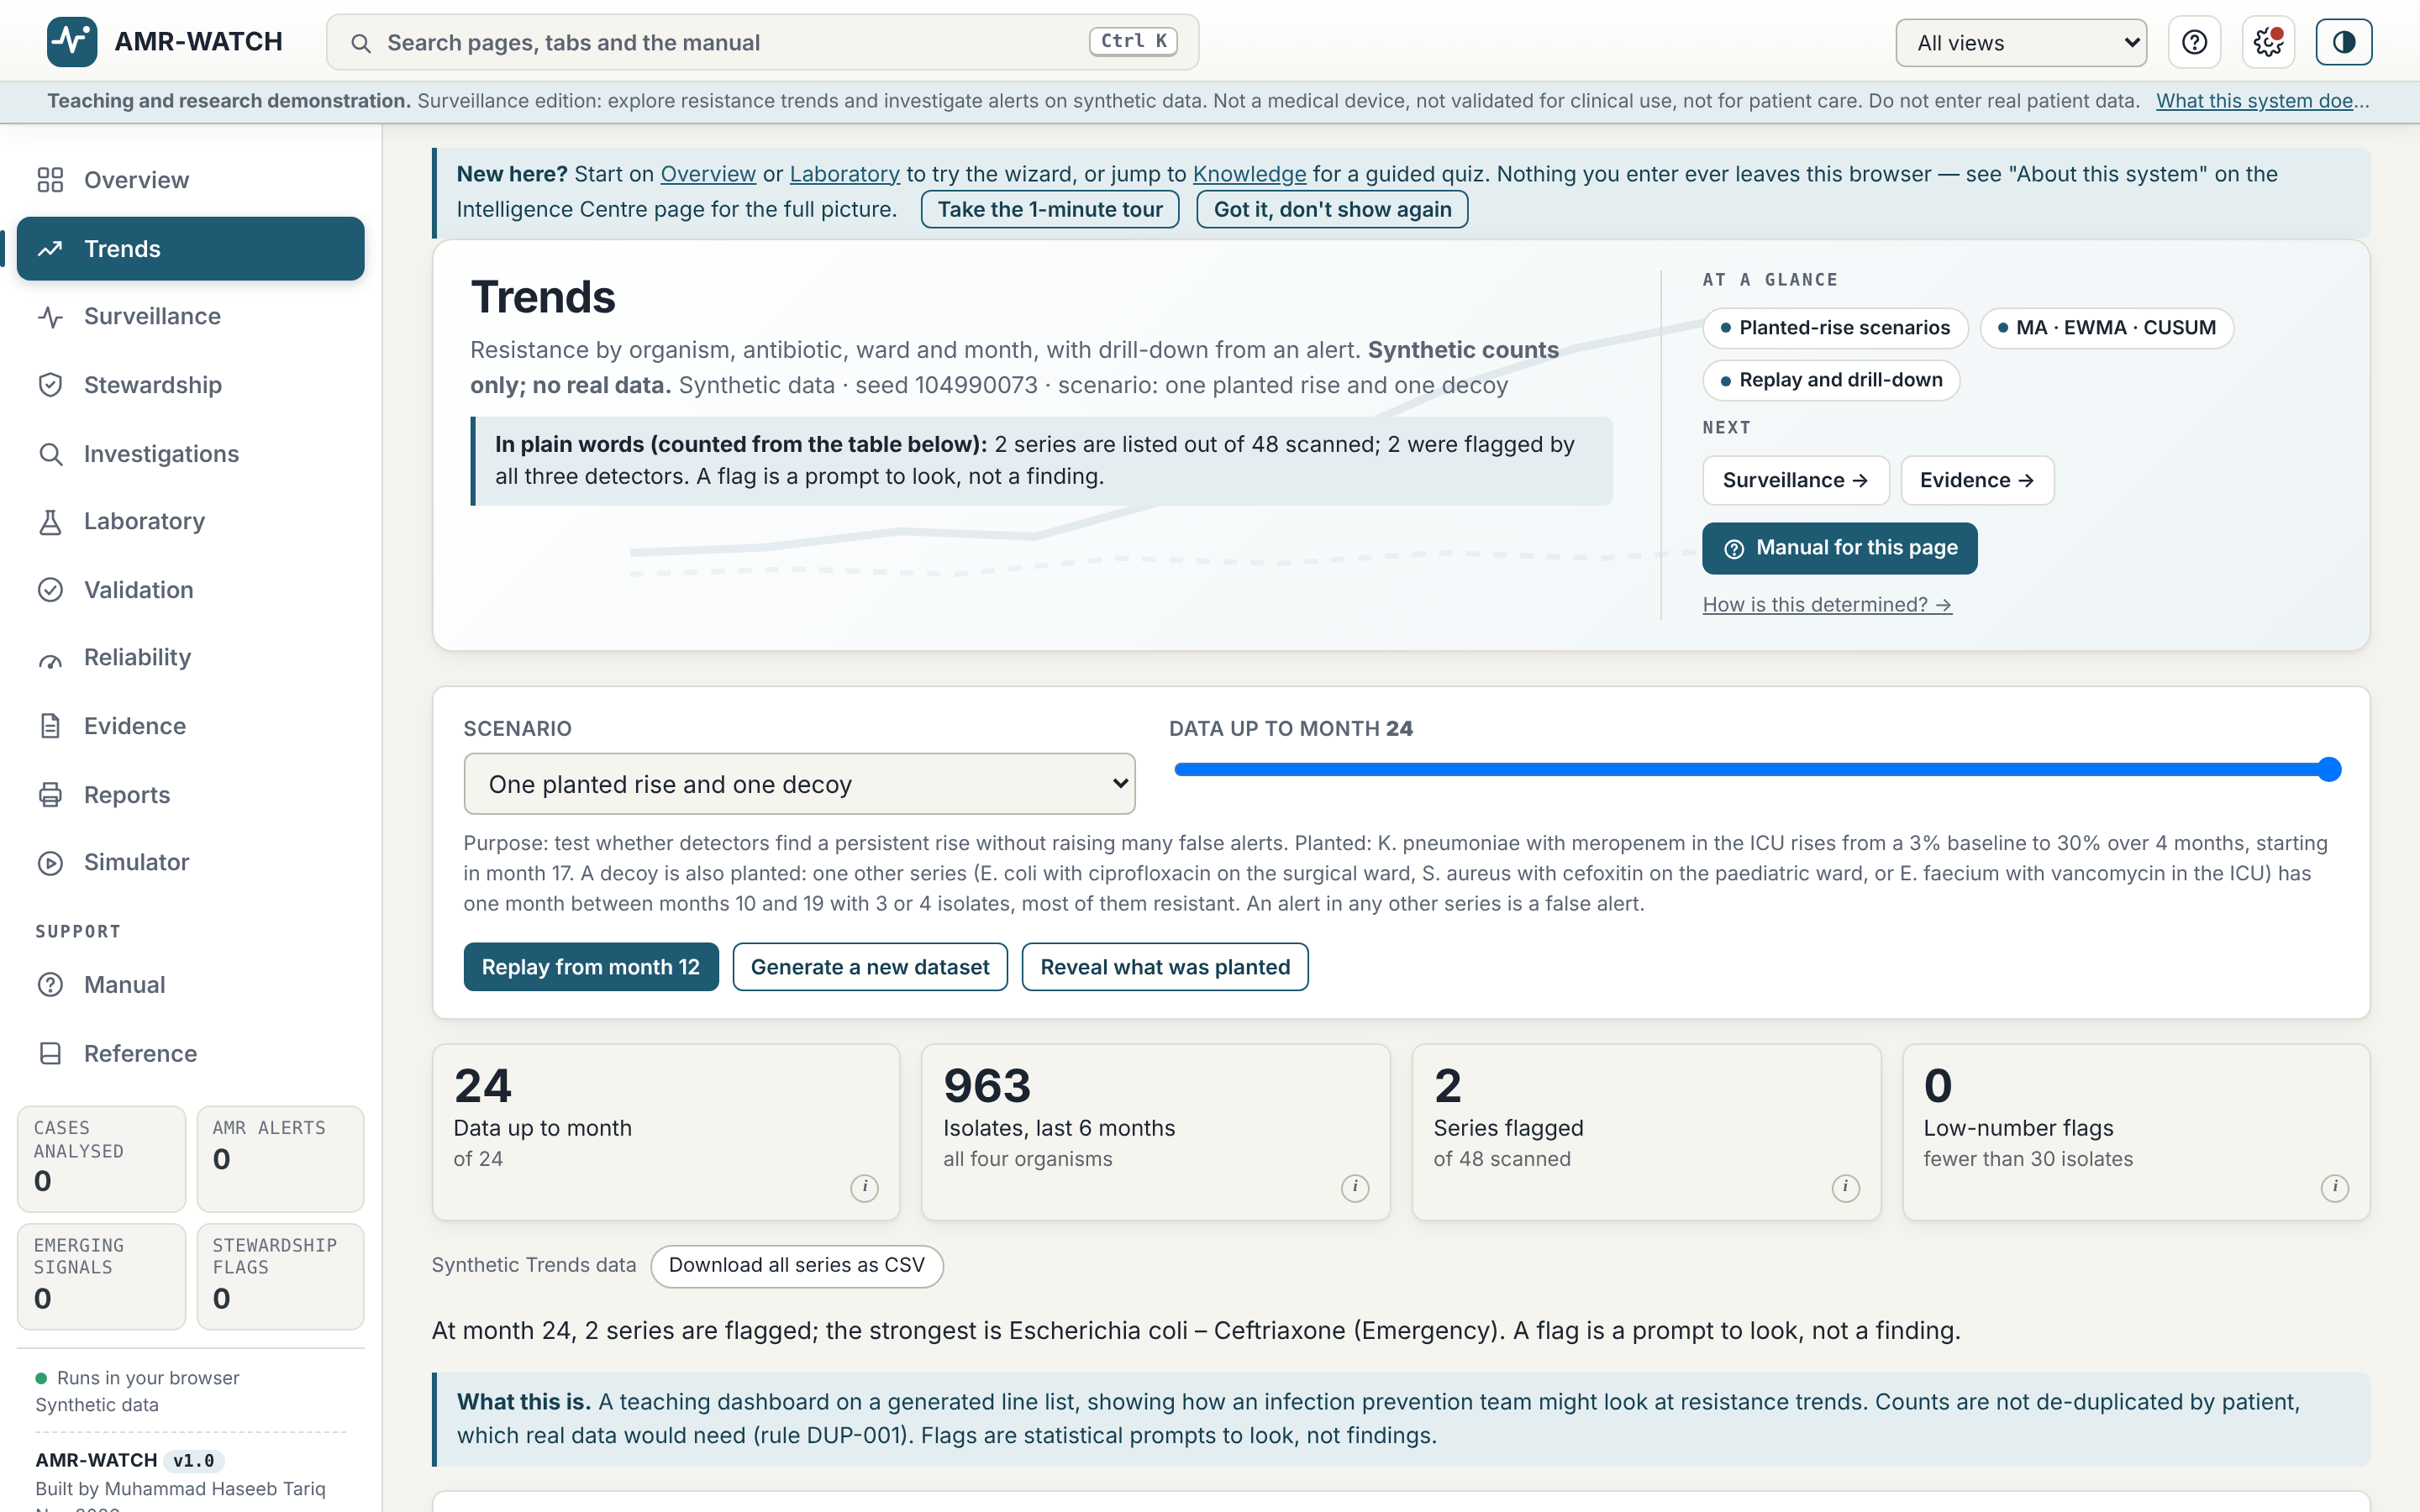 AMR-WATCH
Search pages, tabs and the manual
Ctrl K
All views
Teaching and research demonstration. Surveillance edition: explore resistance trends and investigate alerts on synthetic data. Not a medical device, not validated for clinical use, not for patient care. Do not enter real patient data. What this system doe...
Overview
Trends
Surveillance
Stewardship
Investigations
Laboratory
Validation
Reliability
Evidence
Reports
Simulator
SUPPORT
Manual
Reference
CASES
ANALYSED
0
AMR ALERTS
0
EMERGING
SIGNALS
0
STEWARDSHIP
FLAGS
0
Runs in your browser
Synthetic data
AMR-WATCH v1.0
Built by Muhammad Haseeb Tariq
New here? Start on Overview or Laboratory to try the wizard, or jump to Knowledge for a guided quiz. Nothing you enter ever leaves this browser — see "About this system" on the
Intelligence Centre page for the full picture. Take the 1-minute tour Got it, don't show again
Trends
Resistance by organism, antibiotic, ward and month, with drill-down from an alert. Synthetic counts
only; no real data. Synthetic data · seed 104990073 · scenario: one planted rise and one decoy
In plain words (counted from the table below): 2 series are listed out of 48 scanned; 2 were flagged by
all three detectors. A flag is a prompt to look, not a finding.
AT A GLANCE
Planted-rise scenarios
MA · EWMA · CUSUM
Replay and drill-down
NEXT
Surveillance →
Evidence →
Manual for this page
How is this determined? →
SCENARIO
One planted rise and one decoy
DATA UP TO MONTH 24
Purpose: test whether detectors find a persistent rise without raising many false alerts. Planted: K. pneumoniae with meropenem in the ICU rises from a 3% baseline to 30% over 4 months, starting
in month 17. A decoy is also planted: one other series (E. coli with ciprofloxacin on the surgical ward, S. aureus with cefoxitin on the paediatric ward, or E. faecium with vancomycin in the ICU) has
one month between months 10 and 19 with 3 or 4 isolates, most of them resistant. An alert in any other series is a false alert.
Replay from month 12
Generate a new dataset
Reveal what was planted
24
Data up to month
of 24
i
963
Isolates, last 6 months
all four organisms
i
2
Series flagged
of 48 scanned
i
0
Low-number flags
fewer than 30 isolates
i
Synthetic Trends data
Download all series as CSV
At month 24, 2 series are flagged; the strongest is Escherichia coli – Ceftriaxone (Emergency). A flag is a prompt to look, not a finding.
What this is. A teaching dashboard on a generated line list, showing how an infection prevention team might look at resistance trends. Counts are not de-duplicated by patient,
which real data would need (rule DUP-001). Flags are statistical prompts to look, not findings.